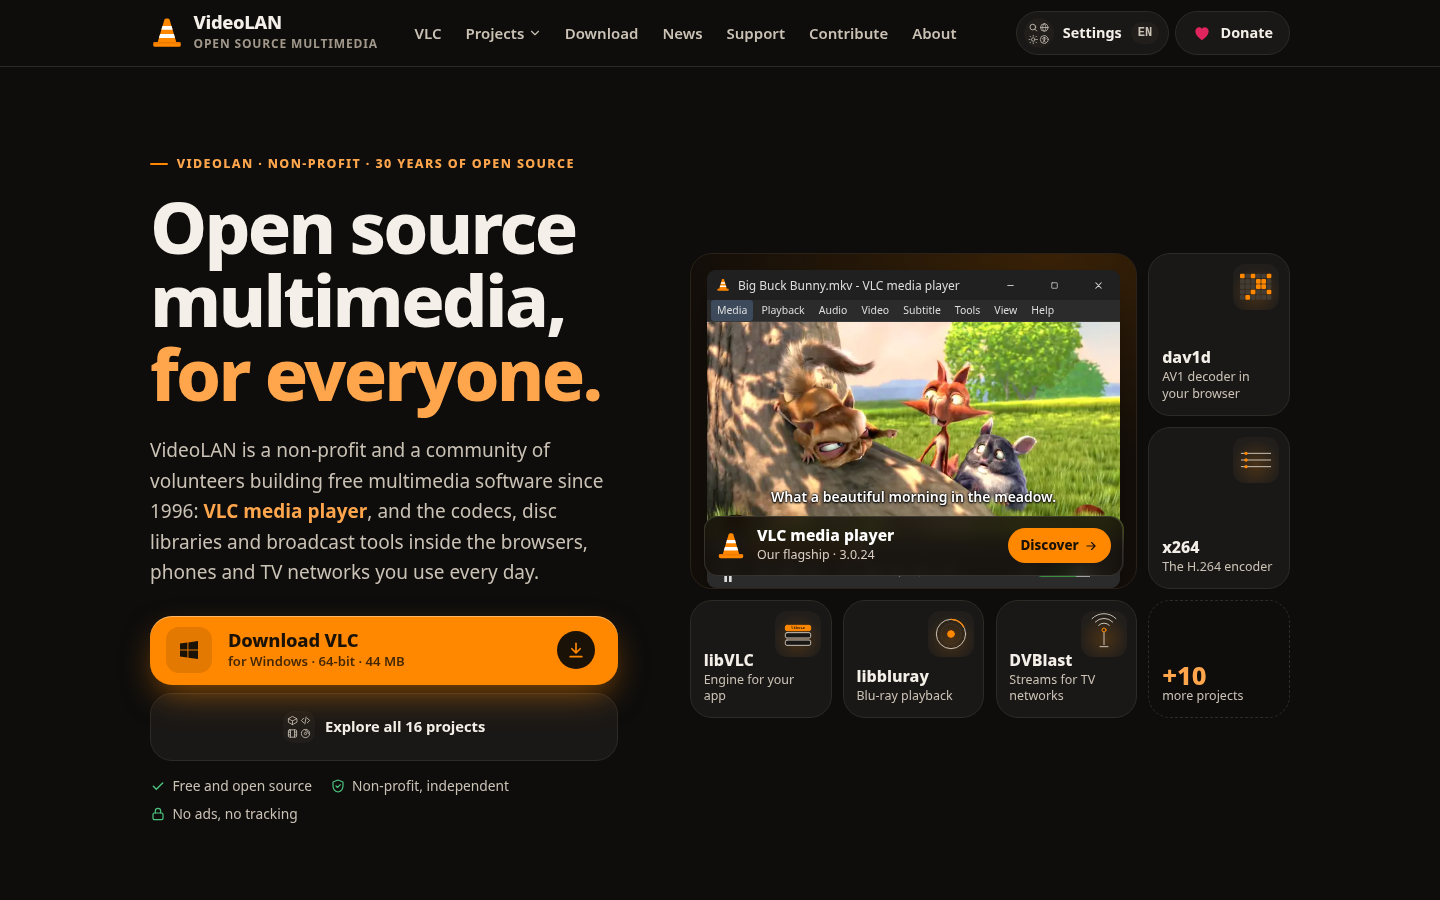 VideoLAN
OPEN SOURCE MULTIMEDIA
VLC
Projects
Download
News
Support
Contribute
About
Settings
EN
Donate
VIDEOLAN · NON-PROFIT · 30 YEARS OF OPEN SOURCE
Open source
multimedia,
for everyone.
VideoLAN is a non-profit and a community of
volunteers building free multimedia software since
1996: VLC media player, and the codecs, disc
libraries and broadcast tools inside the browsers,
phones and TV networks you use every day.
Download VLC
for Windows · 64-bit · 44 MB
Explore all 16 projects
Free and open source
Non-profit, independent
No ads, no tracking
Big Buck Bunny.mkv - VLC media player
Media
Playback
Audio
Video
Subtitle
Tools
View
Help
What a beautiful morning in the meadow.
VLC media player
Our flagship · 3.0.24
Discover
dav1d
AV1 decoder in
your browser
x264
The H.264 encoder
libVLC
Engine for your
app
libbluray
Blu-ray playback
DVBlast
Streams for TV
networks
+10
more projects